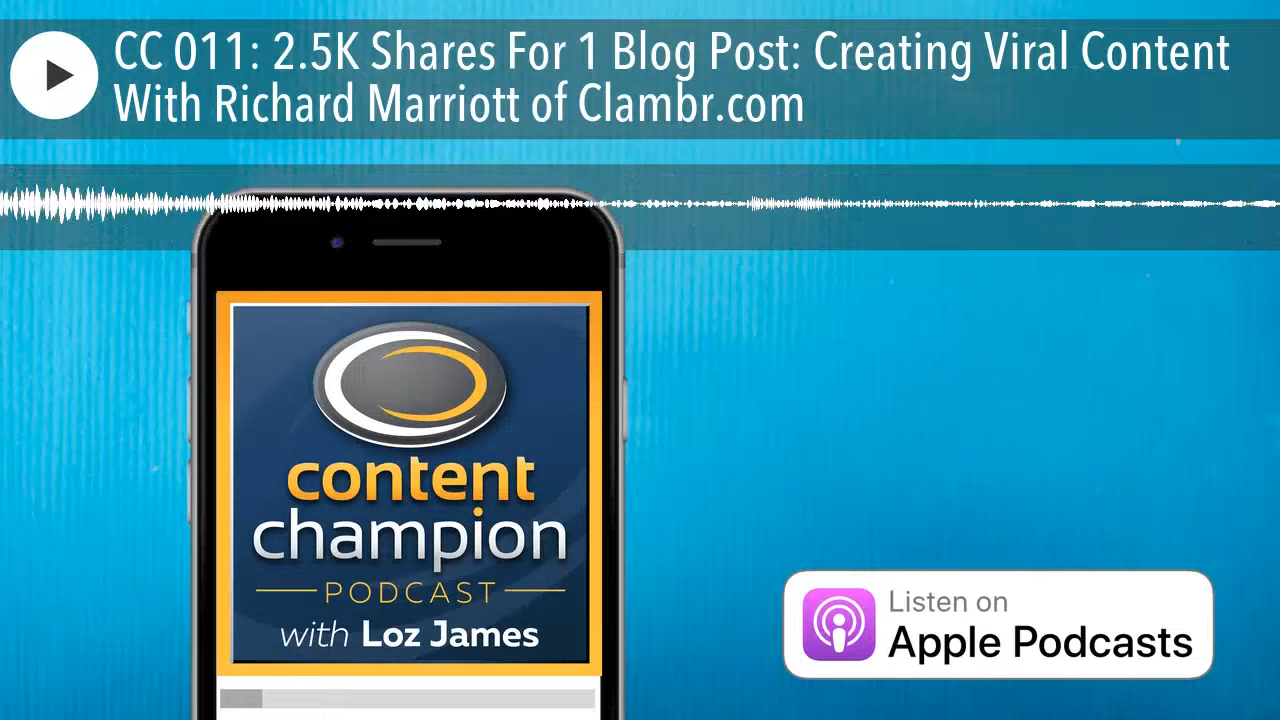 CC 011: 2.5K Shares For 1 Blog Post: Creating Viral Content
With Richard Marriott of Clambr.com
content
champion
PODCAST
with Loz James
Listen on
Apple Podcasts